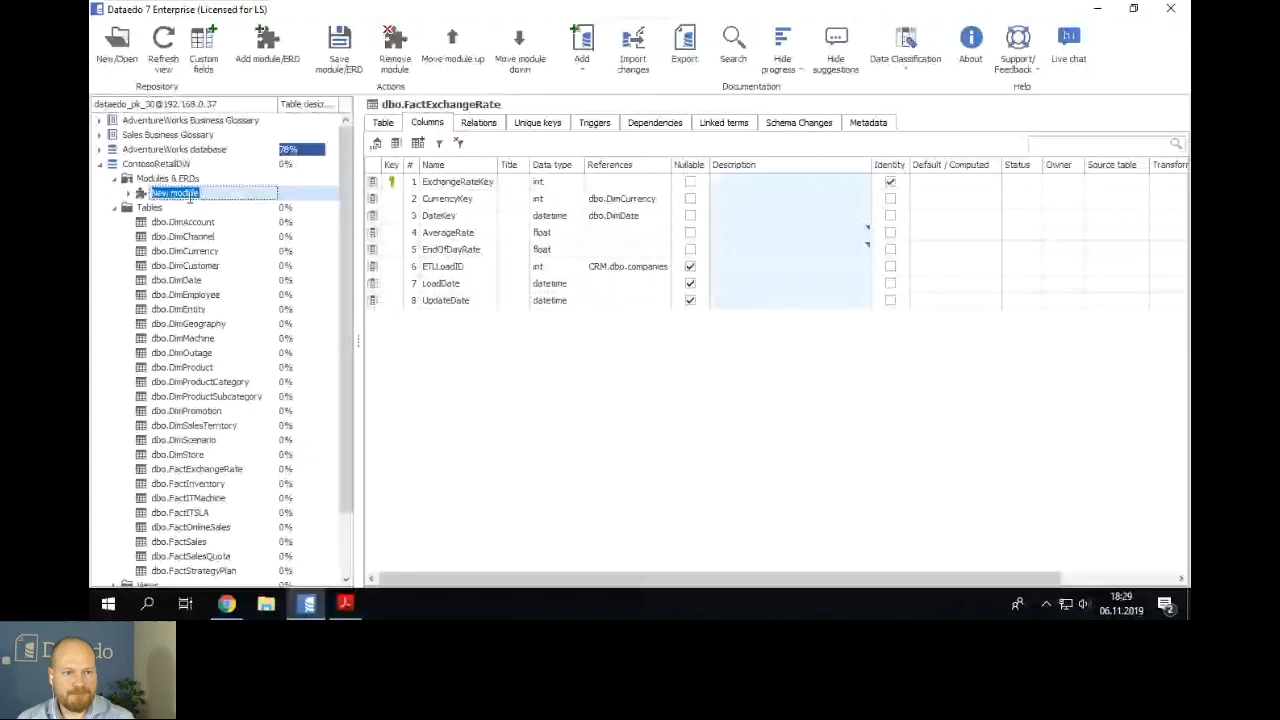 Dataedo 7 Enterprise (Licensed for LS)
New/Open
Refresh view
Custom fields
Add module/ERD
Save module/ERD
Remove module
Move module up
Move module down
Add
Import changes
Export
Search
Hide progress
Hide suggestions
Data Classification
About
Support/ Feedback
hi
Live chat
Repository
Actions
Documentation
Help
dataedo_pk_30@192.168.0.37
Table descr...
AdventureWorks Business Glossary
Sales Business Glossary
AdventureWorks database 78%
ContosoRetailDW 0%
Modules & ERDs
New module
Tables 0%
dbo.DimAccount 0%
dbo.DimChannel 0%
dbo.DimCurrency 0%
dbo.DimCustomer 0%
dbo.DimDate 0%
dbo.DimEmployee 0%
dbo.DimEntity 0%
dbo.DimGeography 0%
dbo.DimMachine 0%
dbo.DimOutage 0%
dbo.DimProduct 0%
dbo.DimProductCategory 0%
dbo.DimProductSubcategory 0%
dbo.DimPromotion 0%
dbo.DimSalesTerritory 0%
dbo.DimScenario 0%
dbo.DimStore 0%
dbo.FactExchangeRate 0%
dbo.FactInventory 0%
dbo.FactITMachine 0%
dbo.FactITSLA 0%
dbo.FactOnlineSales 0%
dbo.FactSales 0%
dbo.FactSalesQuota 0%
dbo.FactStrategyPlan 0%
Views 0%
dbo.FactExchangeRate
Table Columns Relations Unique keys Triggers Dependencies Linked terms Schema Changes Metadata
Key # Name Title Data type References Nullable Description Identity Default / Computed Status Owner Source table Transform
1 ExchangeRateKey int
2 CurrencyKey int dbo.DimCurrency
3 DateKey datetime dbo.DimDate
4 AverageRate float
5 EndOfDayRate float
6 ETLLoadID int CRM.dbo.companies
7 LoadDate datetime
8 UpdateDate datetime
18:29
06.11.2019
2